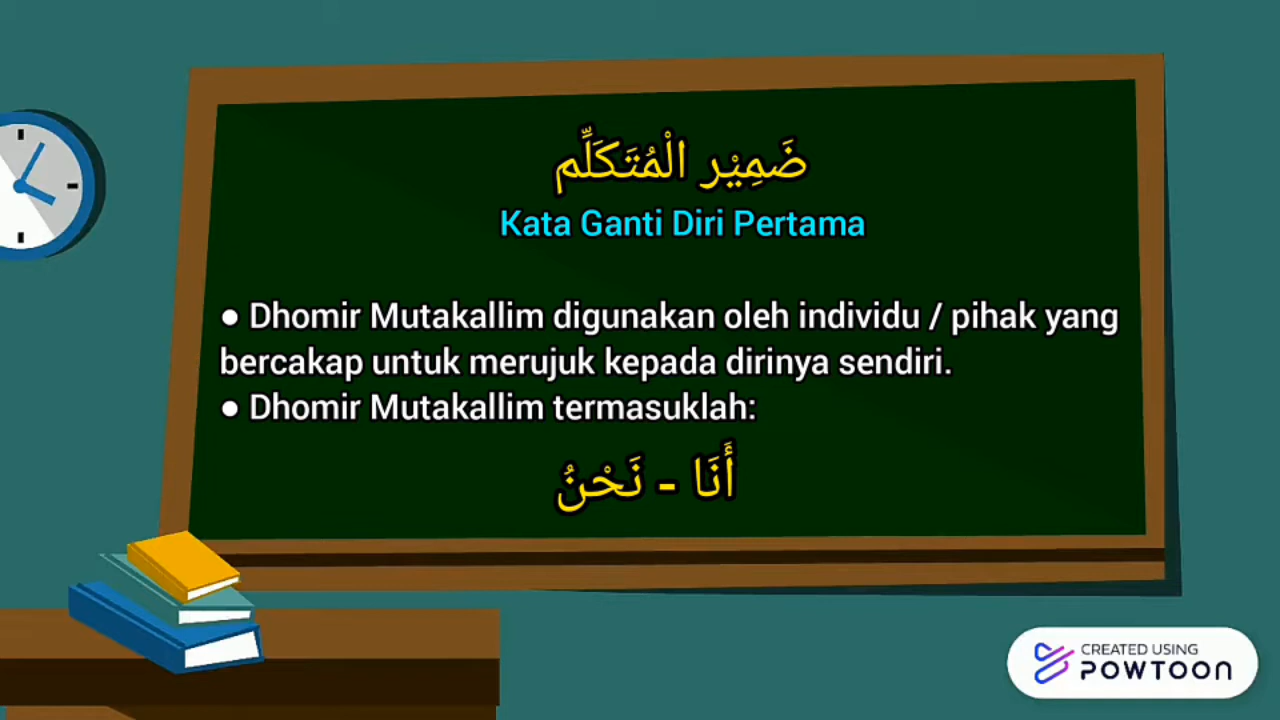 ضَمِيْر الْمُتَكَلِّم
Kata Ganti Diri Pertama
● Dhomir Mutakallim digunakan oleh individu / pihak yang
bercakap untuk merujuk kepada dirinya sendiri.
● Dhomir Mutakallim termasuklah:
أَنَا - نَحْنُ
CREATED USING
POWTOON